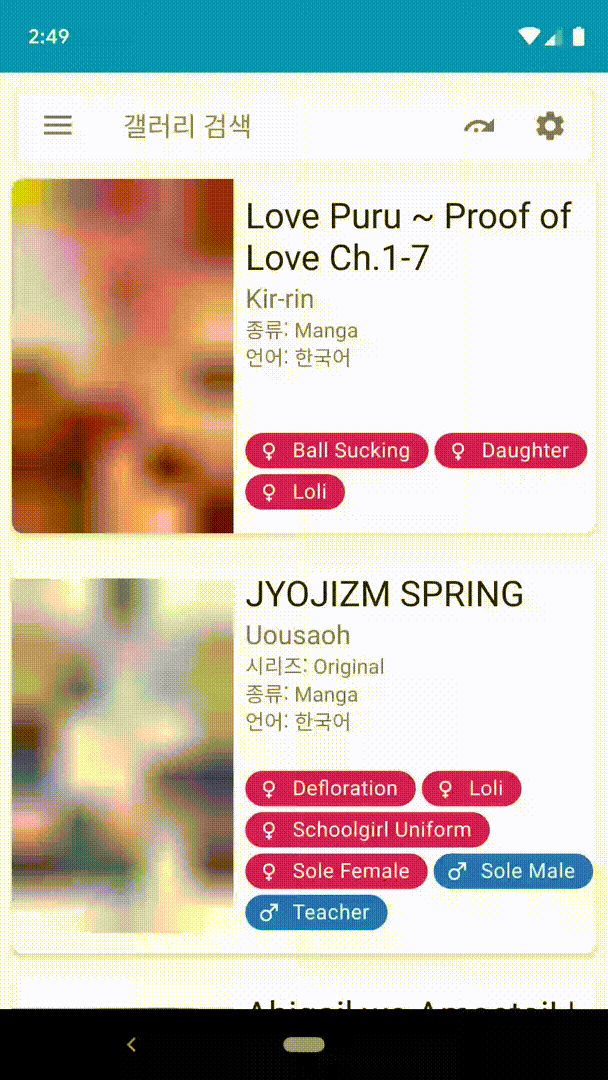 2:49
갤러리 검색
Love Puru ~ Proof of
Love Ch.1-7
Kir-rin
종류: Manga
언어: 한국어
Ball Sucking
Daughter
Loli
JYOJIZM SPRING
Uousaoh
시리즈: Original
종류: Manga
언어: 한국어
Defloration
Loli
Schoolgirl Uniform
Sole Female
Sole Male
Teacher